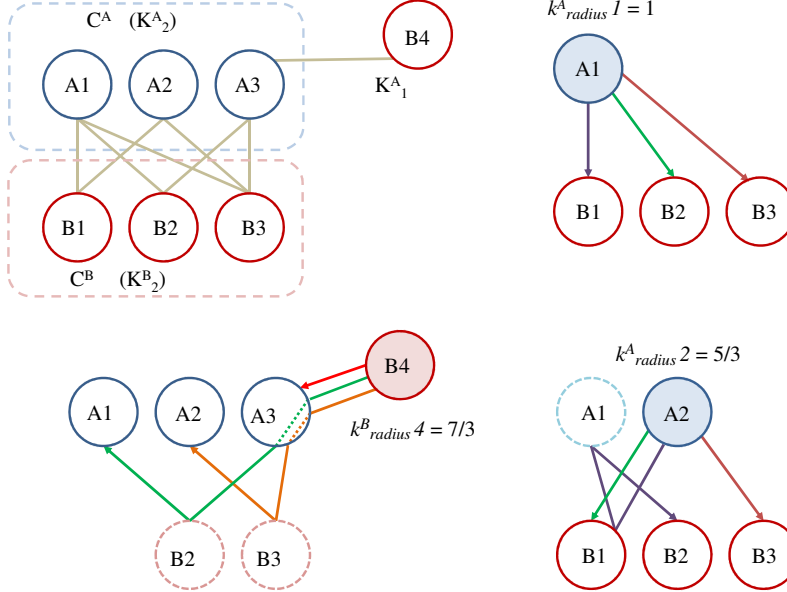 C^A (K^A_2)
B4
A1 A2 A3
K^A_1
B1 B2 B3
C^B (K^B_2)
k^A_radius 1 = 1
A1
B1 B2 B3
B4
A1 A2 A3
k^B_radius 4 = 7/3
B2 B3
k^A_radius 2 = 5/3
A1 A2
B1 B2 B3